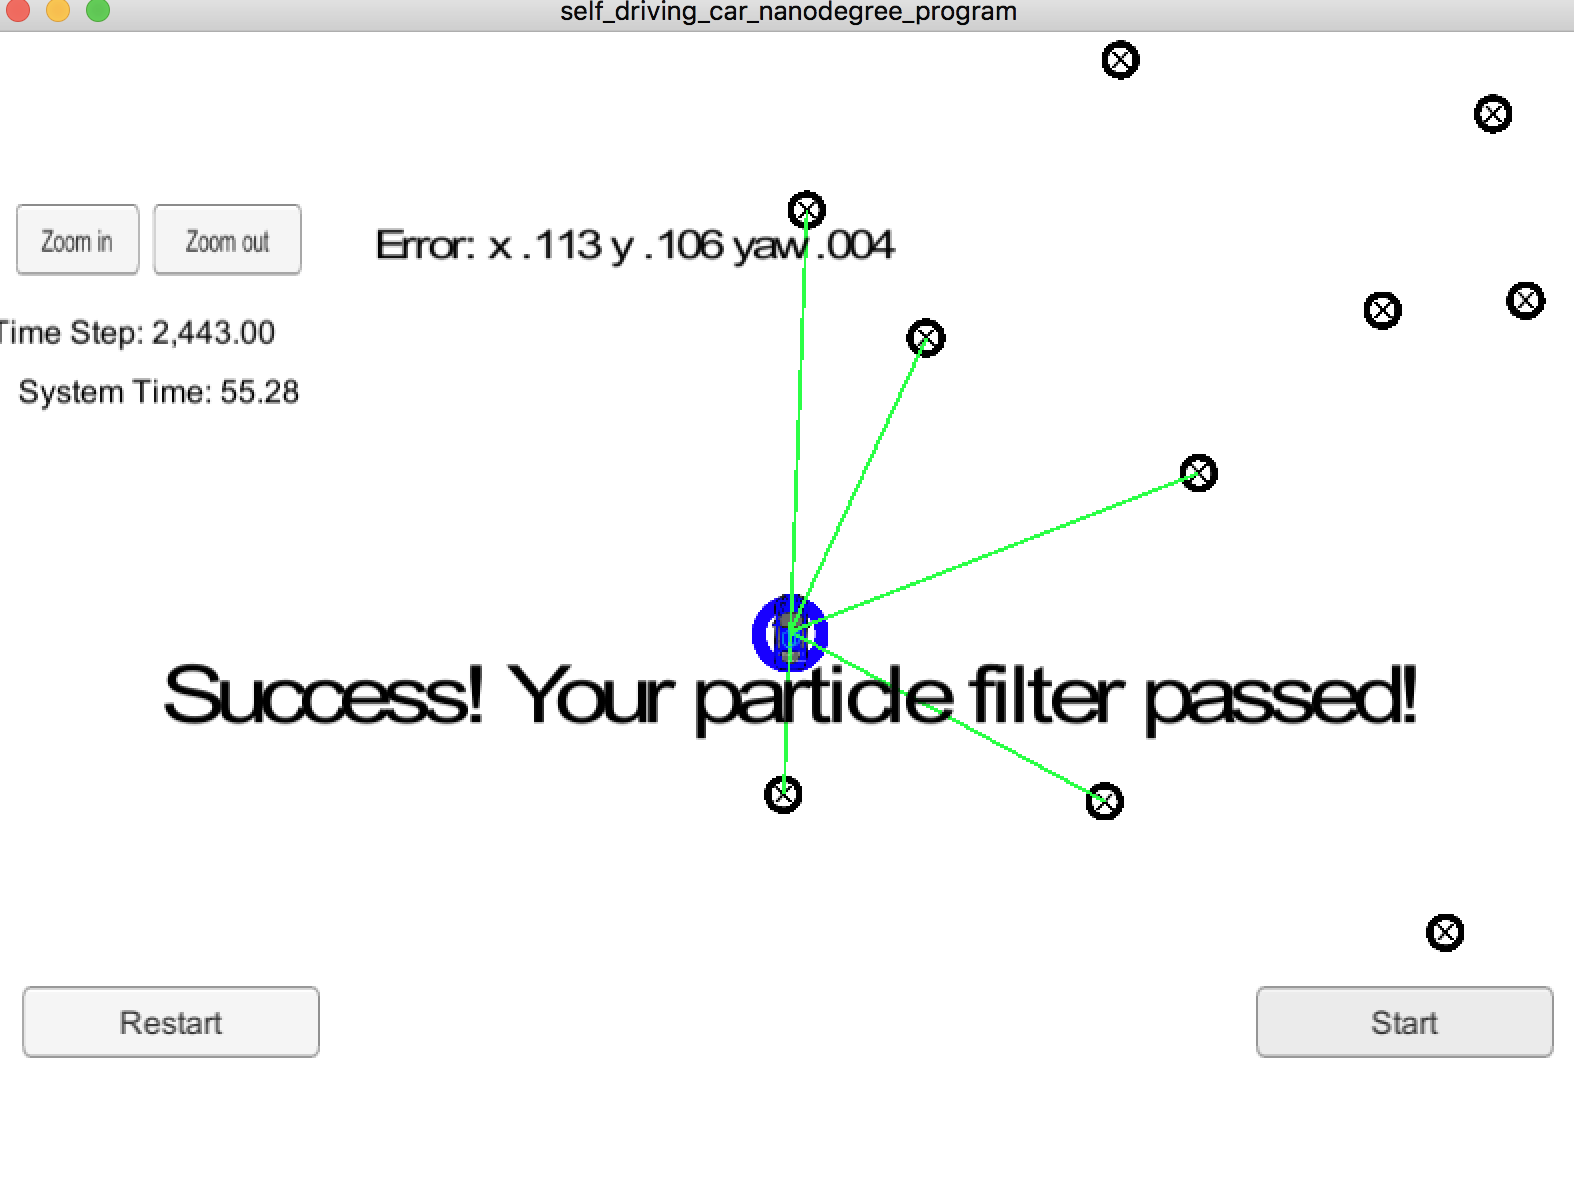 self_driving_car_nanodegree_program
Zoom in
Zoom out
Error: x .113 y .106 yaw .004
Time Step: 2,443.00
System Time: 55.28
Success! Your particle filter passed!
Restart
Start